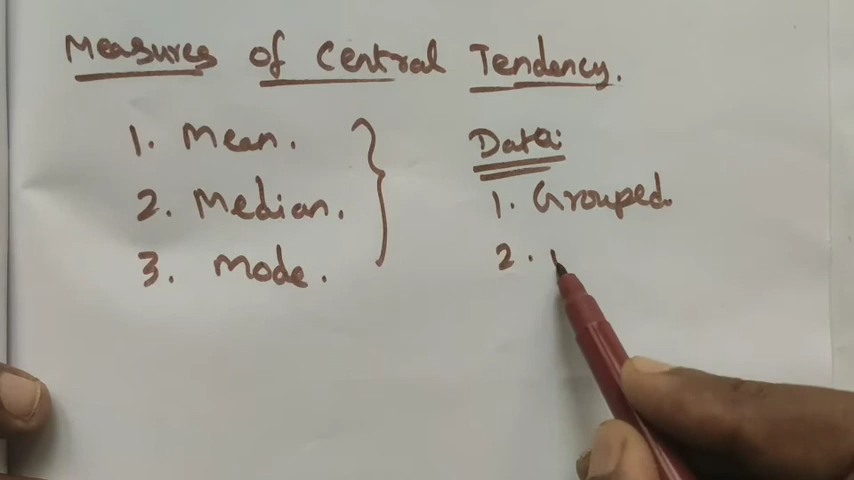 Measures of Central Tendency.
1. Mean.
2. Median.
3. Mode.
Data:
1. Grouped.
2.